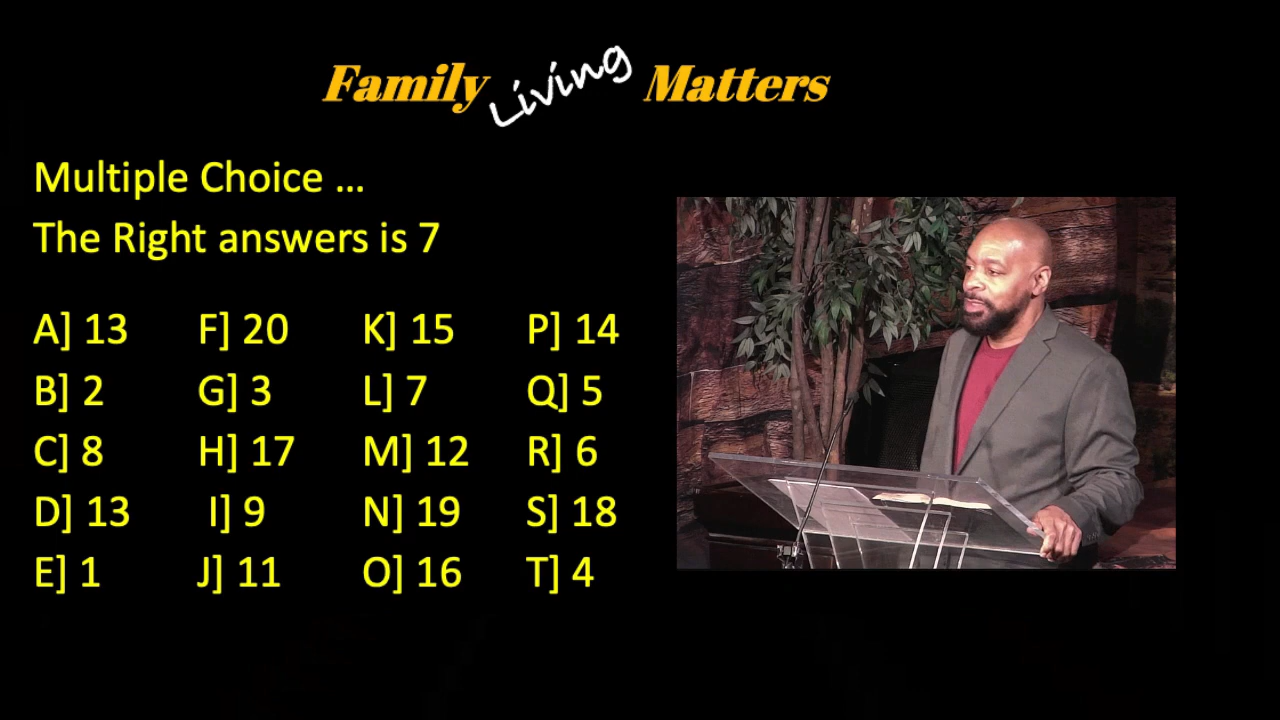 Family Living Matters
Multiple Choice ...
The Right answers is 7
A] 13 F] 20 K] 15 P] 14
B] 2 G] 3 L] 7 Q] 5
C] 8 H] 17 M] 12 R] 6
D] 13 I] 9 N] 19 S] 18
E] 1 J] 11 O] 16 T] 4